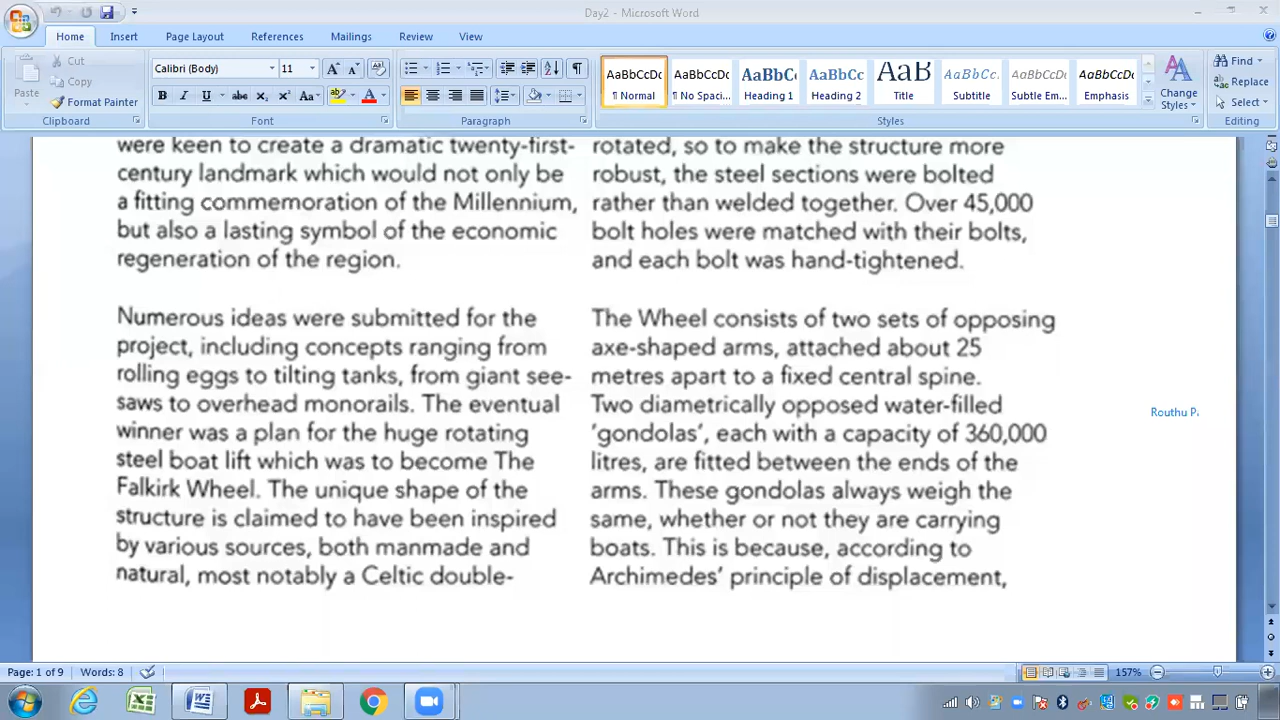 Day2 - Microsoft Word
Home Insert Page Layout References Mailings Review View
Paste
Cut
Copy
Format Painter
Clipboard
Calibri (Body) 11
Font
Paragraph
AaBbCcDc AaBbCcDc AaBbC AaBbCc AaB AaBbCc. AaBbCcDc AaBbCcDc
¶ Normal ¶ No Spaci... Heading 1 Heading 2 Title Subtitle Subtle Em... Emphasis
Change Styles
Styles
Find
Replace
Select
Editing
were keen to create a dramatic twenty-first-
century landmark which would not only be
a fitting commemoration of the Millennium,
but also a lasting symbol of the economic
regeneration of the region.
Numerous ideas were submitted for the
project, including concepts ranging from
rolling eggs to tilting tanks, from giant see-
saws to overhead monorails. The eventual
winner was a plan for the huge rotating
steel boat lift which was to become The
Falkirk Wheel. The unique shape of the
structure is claimed to have been inspired
by various sources, both manmade and
natural, most notably a Celtic double-
rotated, so to make the structure more
robust, the steel sections were bolted
rather than welded together. Over 45,000
bolt holes were matched with their bolts,
and each bolt was hand-tightened.
The Wheel consists of two sets of opposing
axe-shaped arms, attached about 25
metres apart to a fixed central spine.
Two diametrically opposed water-filled
‘gondolas’, each with a capacity of 360,000
litres, are fitted between the ends of the
arms. These gondolas always weigh the
same, whether or not they are carrying
boats. This is because, according to
Archimedes’ principle of displacement,
Routhu P
Page: 1 of 9 Words: 8 157%